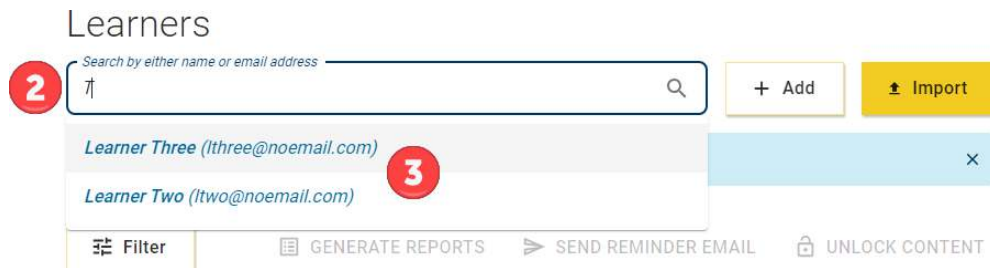 Learners
Search by either name or email address
2
+ Add
Import
Learner Three (lthree@noemail.com)
3
Learner Two (ltwo@noemail.com)
Filter
GENERATE REPORTS
SEND REMINDER EMAIL
UNLOCK CONTENT